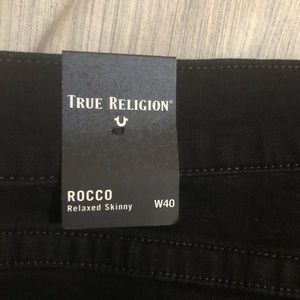 TRUE RELIGION®
ROCCO
Relaxed Skinny W40